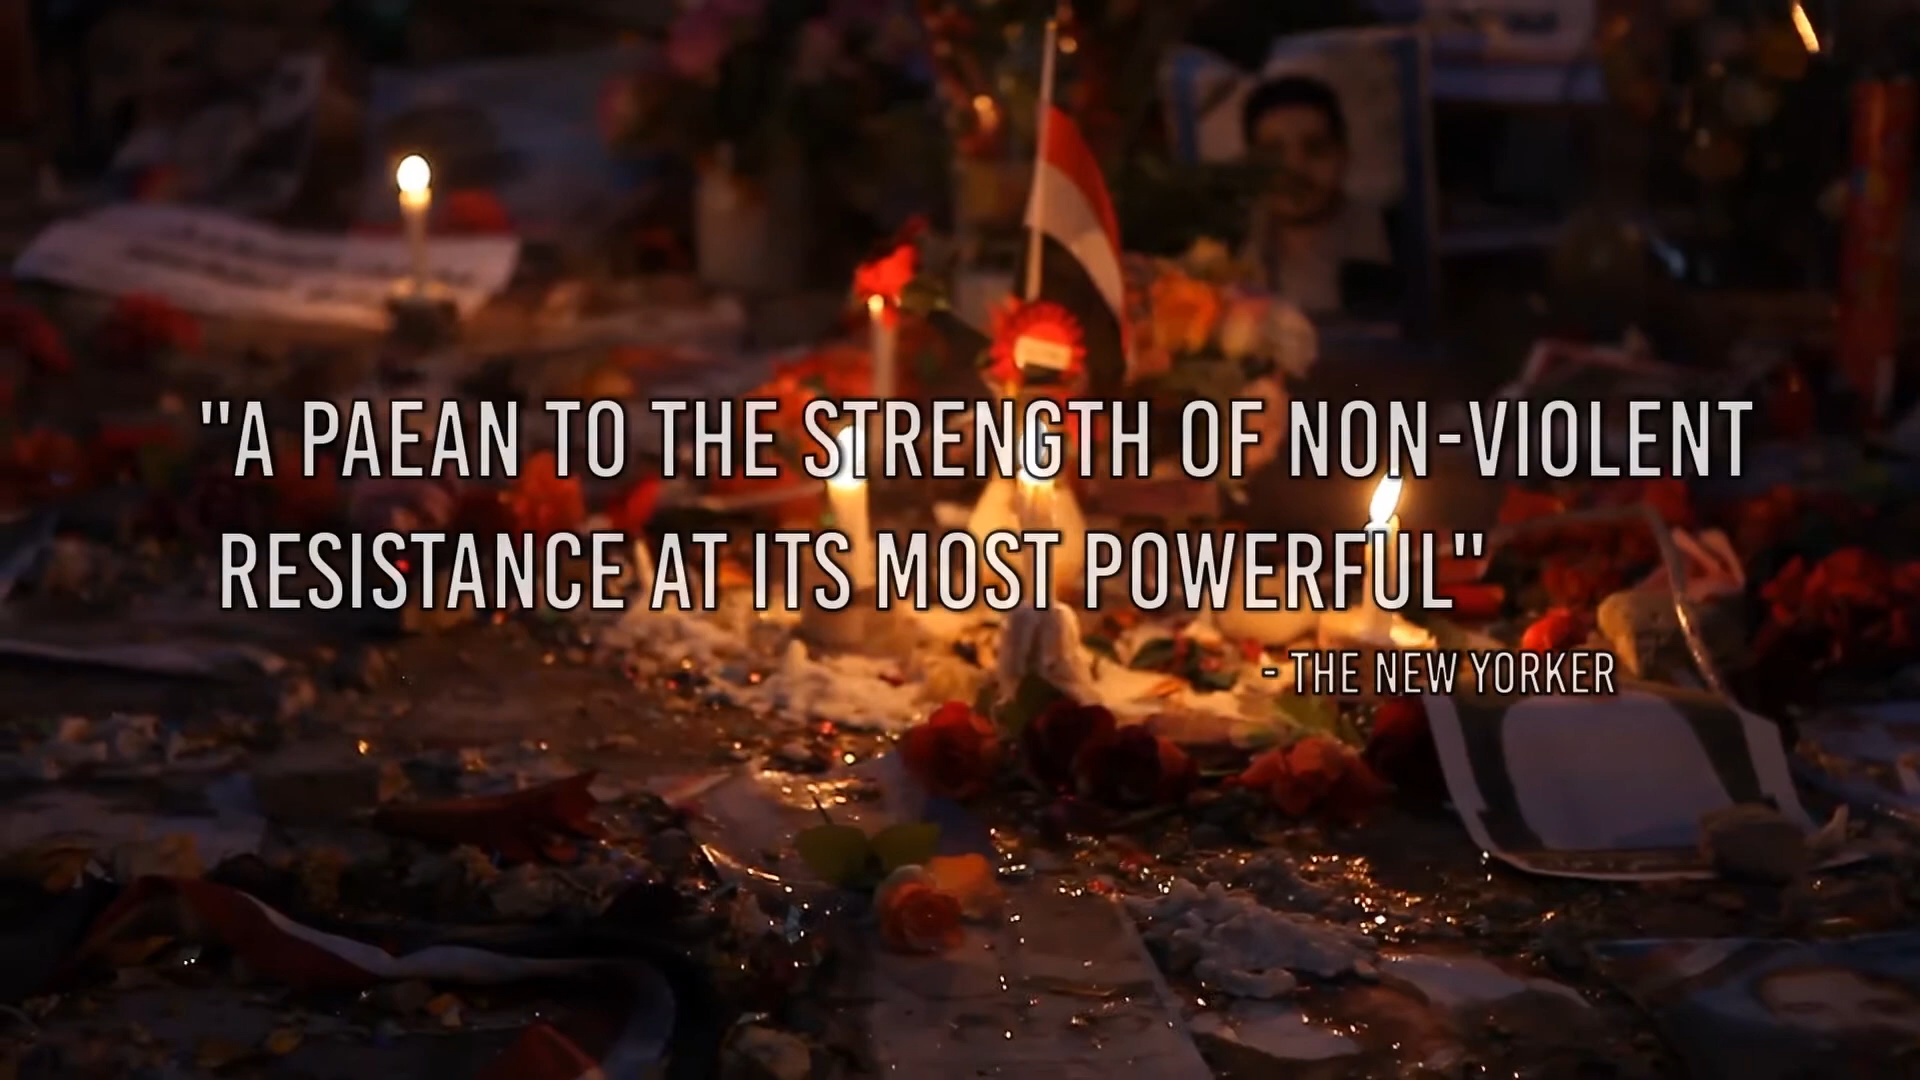 "A PAEAN TO THE STRENGTH OF NON-VIOLENT
RESISTANCE AT ITS MOST POWERFUL"
- THE NEW YORKER